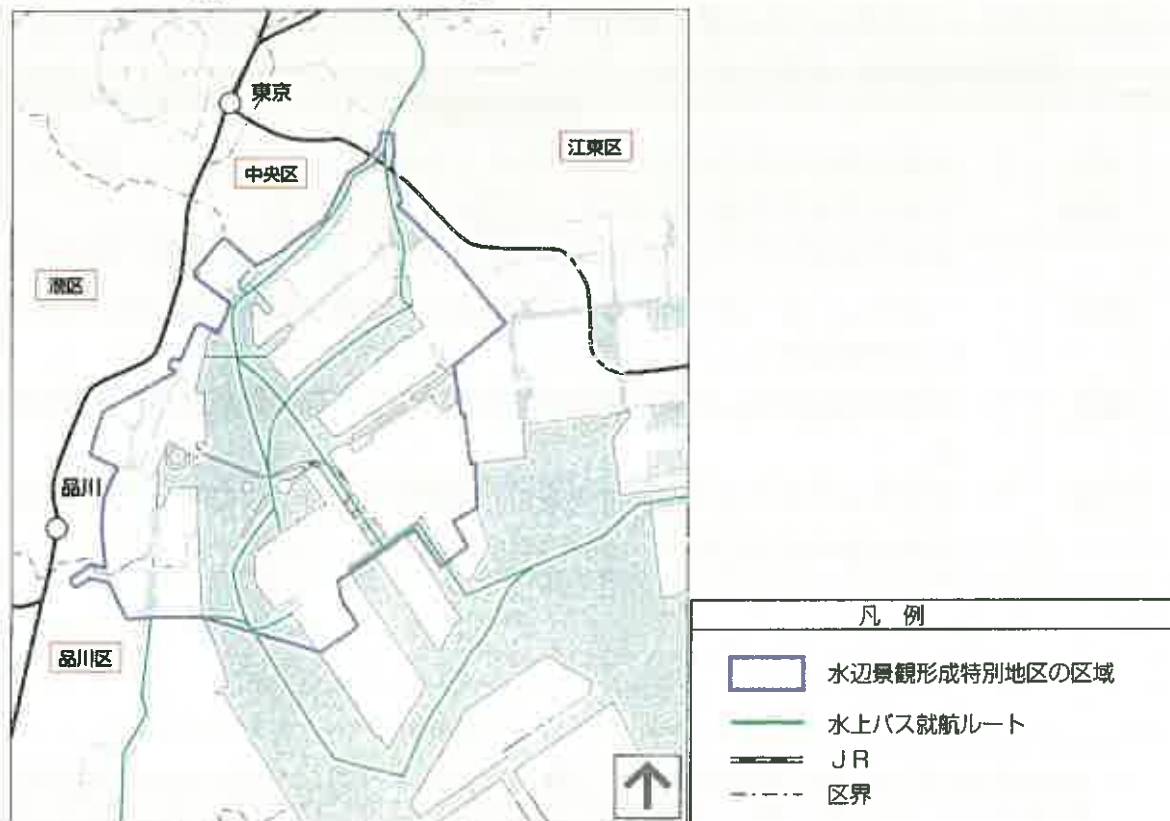 東京
江東区
中央区
港区
品川
品川区
凡 例
水辺景観形成特別地区の区域
水上バス就航ルート
JR
区界